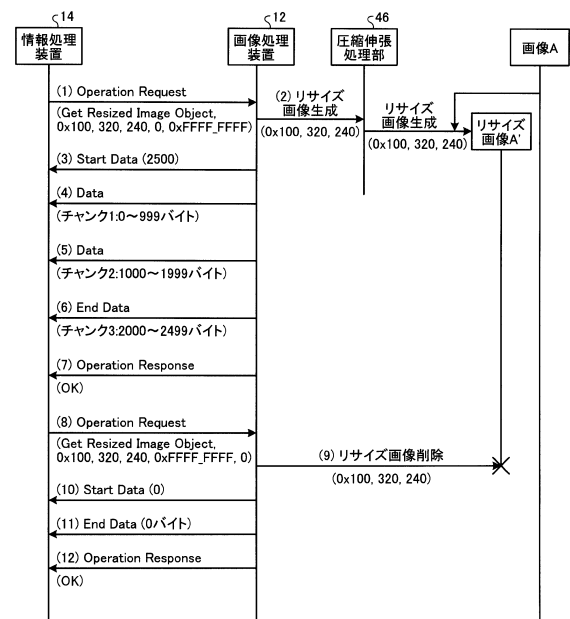 14
情報処理
装置
12
画像処理
装置
46
圧縮伸張
処理部
画像A
(1) Operation Request
(Get Resized Image Object,
0x100, 320, 240, 0, 0xFFFF_FFFF)
(2) リサイズ
画像生成
(0x100, 320, 240)
リサイズ
画像生成
(0x100, 320, 240)
リサイズ
画像A'
(3) Start Data (2500)
(4) Data
(チャンク1:0～999バイト)
(5) Data
(チャンク2:1000～1999バイト)
(6) End Data
(チャンク3:2000～2499バイト)
(7) Operation Response
(OK)
(8) Operation Request
(Get Resized Image Object,
0x100, 320, 240, 0xFFFF_FFFF, 0)
(9) リサイズ画像削除
(0x100, 320, 240)
(10) Start Data (0)
(11) End Data (0バイト)
(12) Operation Response
(OK)